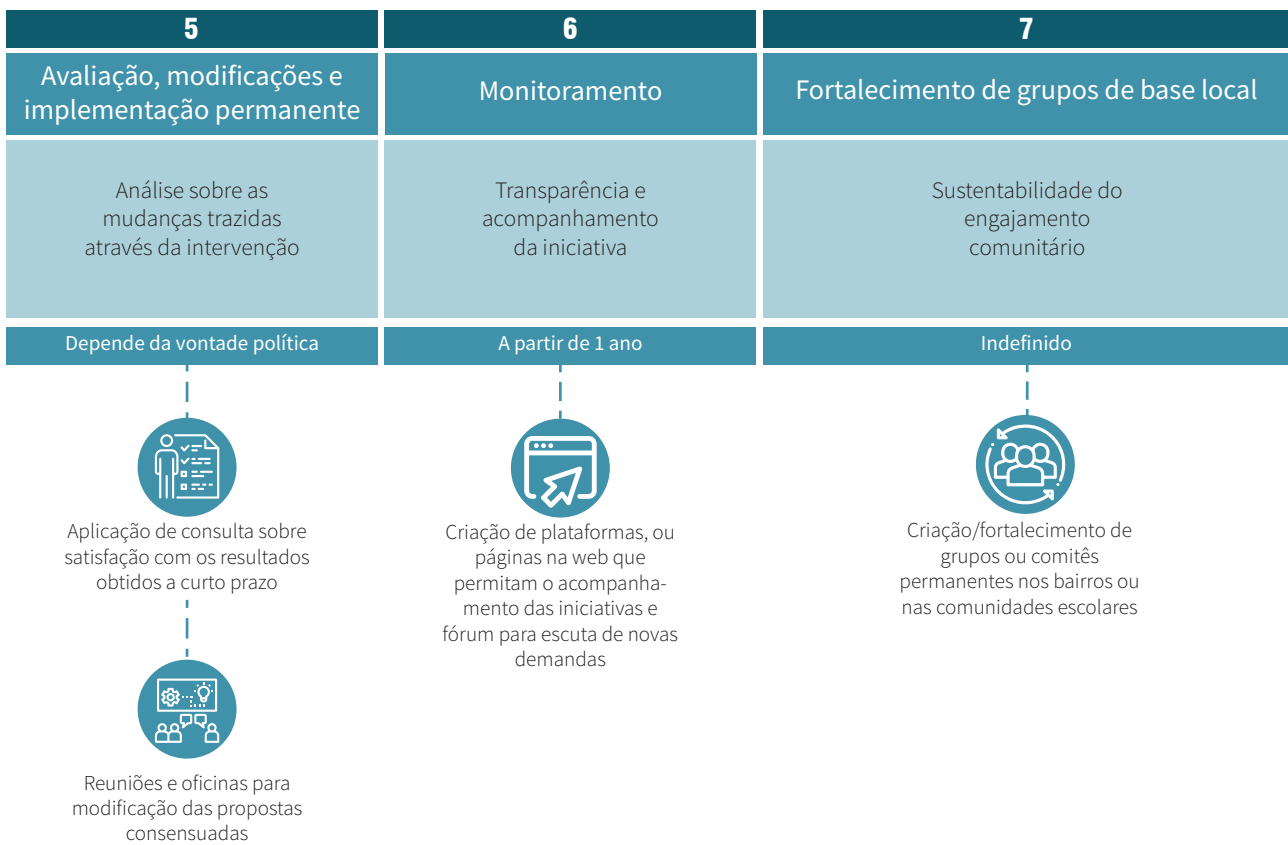 5
Avaliação, modificações e
implementação permanente
Análise sobre as
mudanças trazidas
através da intervenção
Depende da vontade política
Aplicação de consulta sobre
satisfação com os resultados
obtidos a curto prazo
Reuniões e oficinas para
modificação das propostas
consensuadas
6
Monitoramento
Transparência e
acompanhamento
da iniciativa
A partir de 1 ano
Criação de plataformas, ou
páginas na web que
permitam o acompanha-
mento das iniciativas e
fórum para escuta de novas
demandas
7
Fortalecimento de grupos de base local
Sustentabilidade do
engajamento
comunitário
Indefinido
Criação/fortalecimento de
grupos ou comitês
permanentes nos bairros ou
nas comunidades escolares